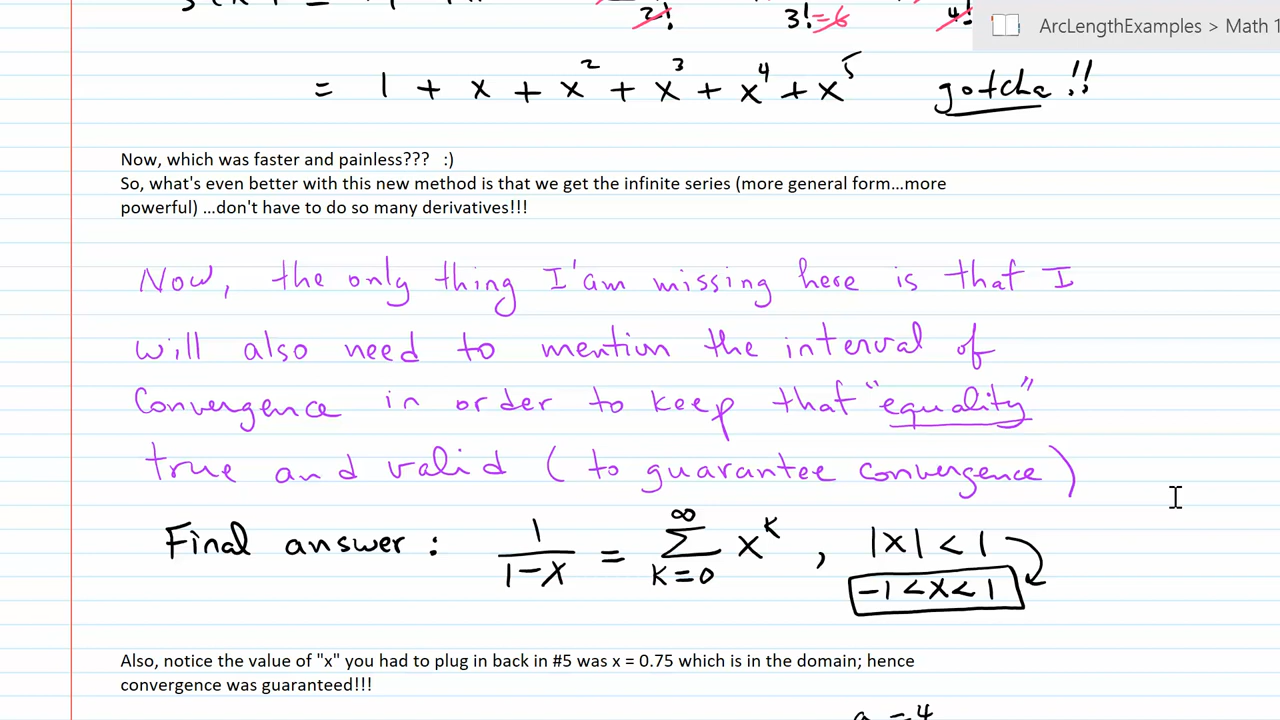 2! 3!=6 4!
ArcLengthExamples > Math 1
= 1 + x + x² + x³ + x⁴ + x⁵ gotcha!!
Now, which was faster and painless??? :)
So, what's even better with this new method is that we get the infinite series (more general form...more
powerful) ...don't have to do so many derivatives!!!
Now, the only thing I'am missing here is that I
will also need to mention the interval of
Convergence in order to keep that "equality"
true and valid (to guarantee convergence)
Final answer: 1/(1-x) = ∞ Σ k=0 x^k , |x| < 1
-1 < x < 1
Also, notice the value of "x" you had to plug in back in #5 was x = 0.75 which is in the domain; hence
convergence was guaranteed!!!